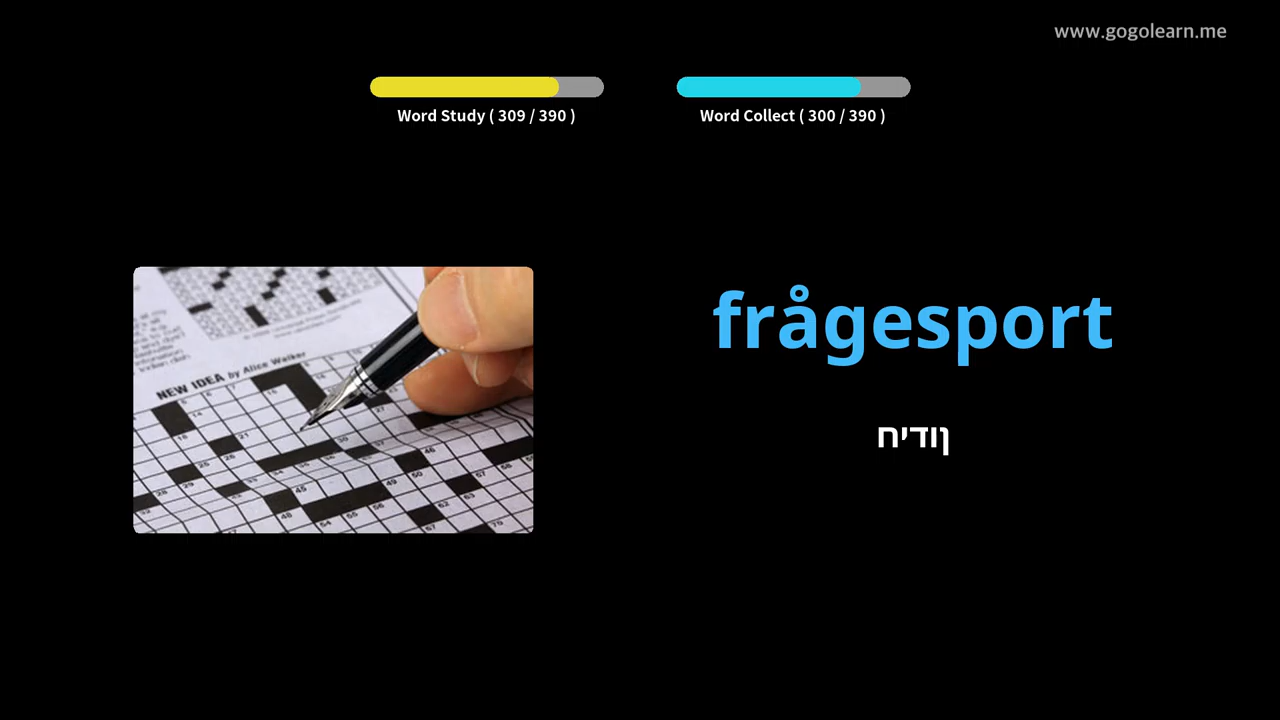 www.gogolearn.me
Word Study ( 309 / 390 )
Word Collect ( 300 / 390 )
NEW IDEA by Alice Walker
frågesport
חידון